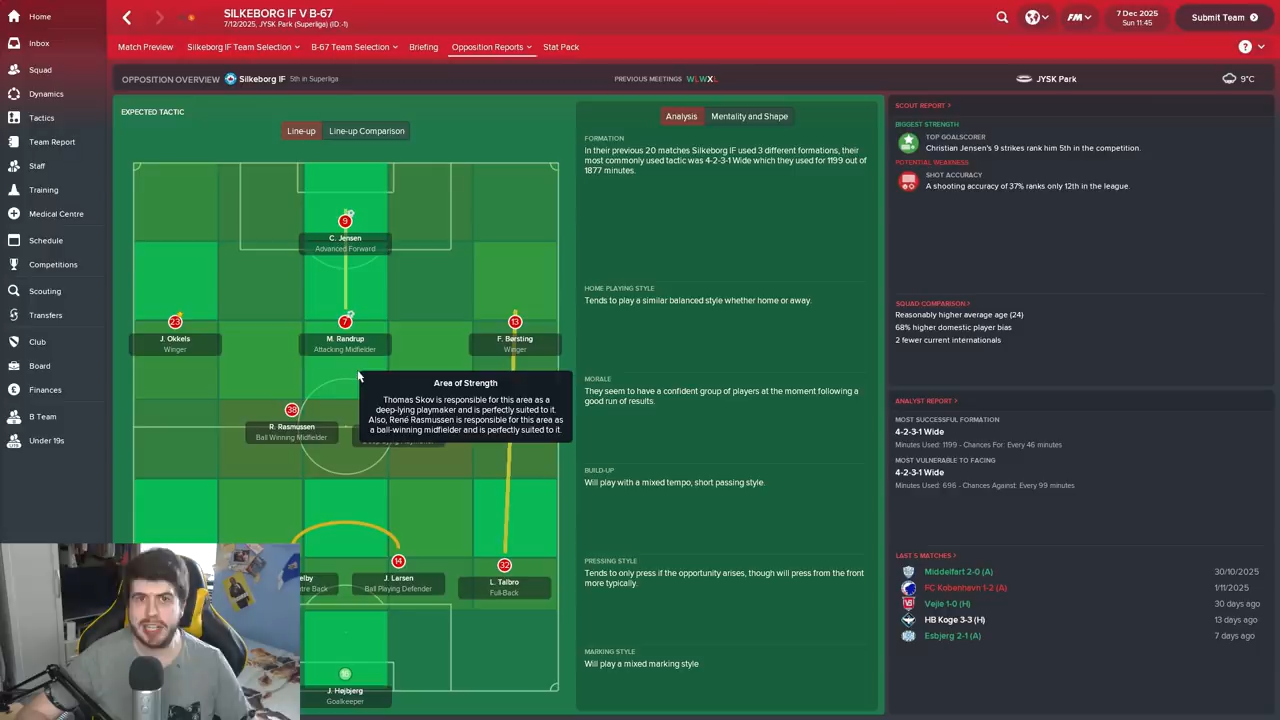 Home
Inbox
Squad
Dynamics
Tactics
Team Report
Staff
Training
Medical Centre
Schedule
Competitions
Scouting
Transfers
Club
Board
Finances
B Team
Under 19s
SILKEBORG IF V B-67
7/12/2025, JYSK Park (Superliga) (ID:-1)
FM
7 Dec 2025
Sun 11:45
Submit Team
Match Preview
Silkeborg IF Team Selection
B-67 Team Selection
Briefing
Opposition Reports
Stat Pack
?
OPPOSITION OVERVIEW
Silkeborg IF
5th in Superliga
PREVIOUS MEETINGS
WLWXL
JYSK Park
9°C
EXPECTED TACTIC
Line-up
Line-up Comparison
9
C. Jensen
Advanced Forward
23
J. Okkels
Winger
7
M. Randrup
Attacking Midfielder
13
F. Børsting
Winger
38
R. Rasmussen
Ball Winning Midfielder
Area of Strength
Thomas Skov is responsible for this area as a
deep-lying playmaker and is perfectly suited to it.
Also, René Rasmussen is responsible for this area as
a ball-winning midfielder and is perfectly suited to it.
elby
tre Back
14
J. Larsen
Ball Playing Defender
32
L. Talbro
Full-Back
J. Højbjerg
Goalkeeper
Analysis
Mentality and Shape
FORMATION
In their previous 20 matches Silkeborg IF used 3 different formations, their
most commonly used tactic was 4-2-3-1 Wide which they used for 1199 out of
1877 minutes.
HOME PLAYING STYLE
Tends to play a similar balanced style whether home or away.
MORALE
They seem to have a confident group of players at the moment following a
good run of results.
BUILD-UP
Will play with a mixed tempo, short passing style.
PRESSING STYLE
Tends to only press if the opportunity arises, though will press from the front
more typically.
MARKING STYLE
Will play a mixed marking style
SCOUT REPORT >
BIGGEST STRENGTH
TOP GOALSCORER
Christian Jensen's 9 strikes rank him 5th in the competition.
POTENTIAL WEAKNESS
SHOT ACCURACY
A shooting accuracy of 37% ranks only 12th in the league.
SQUAD COMPARISON >
Reasonably higher average age (24)
68% higher domestic player bias
2 fewer current internationals
ANALYST REPORT >
MOST SUCCESSFUL FORMATION
4-2-3-1 Wide
Minutes Used: 1199 - Chances For: Every 46 minutes
MOST VULNERABLE TO FACING
4-2-3-1 Wide
Minutes Used: 696 - Chances Against: Every 99 minutes
LAST 5 MATCHES >
Middelfart 2-0 (A)
30/10/2025
FC Kobenhavn 1-2 (A)
1/11/2025
Vejle 1-0 (H)
30 days ago
HB Koge 3-3 (H)
13 days ago
Esbjerg 2-1 (A)
7 days ago